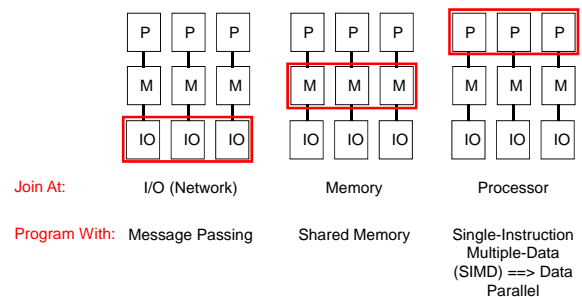 P P P P P P P P P
M M M M M M M M M
IO IO IO IO IO IO IO IO IO
Join At: I/O (Network) Memory Processor
Program With: Message Passing Shared Memory Single-Instruction
Multiple-Data
(SIMD) ==> Data
Parallel